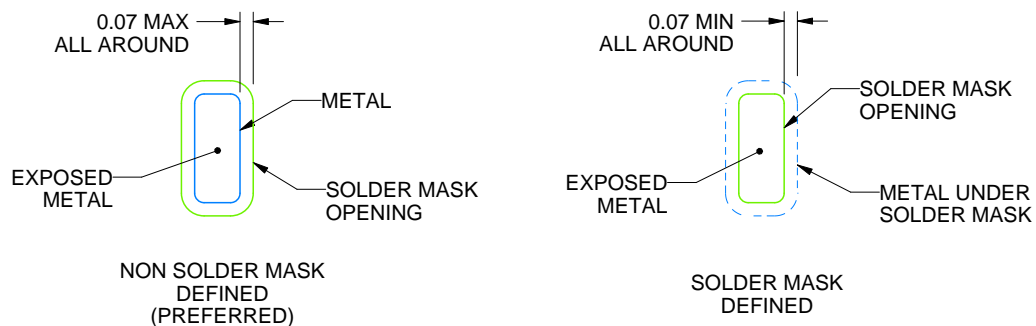 0.07 MAX
ALL AROUND
METAL
EXPOSED
METAL
SOLDER MASK
OPENING
NON SOLDER MASK
DEFINED
(PREFERRED)
0.07 MIN
ALL AROUND
SOLDER MASK
OPENING
EXPOSED
METAL
METAL UNDER
SOLDER MASK
SOLDER MASK
DEFINED